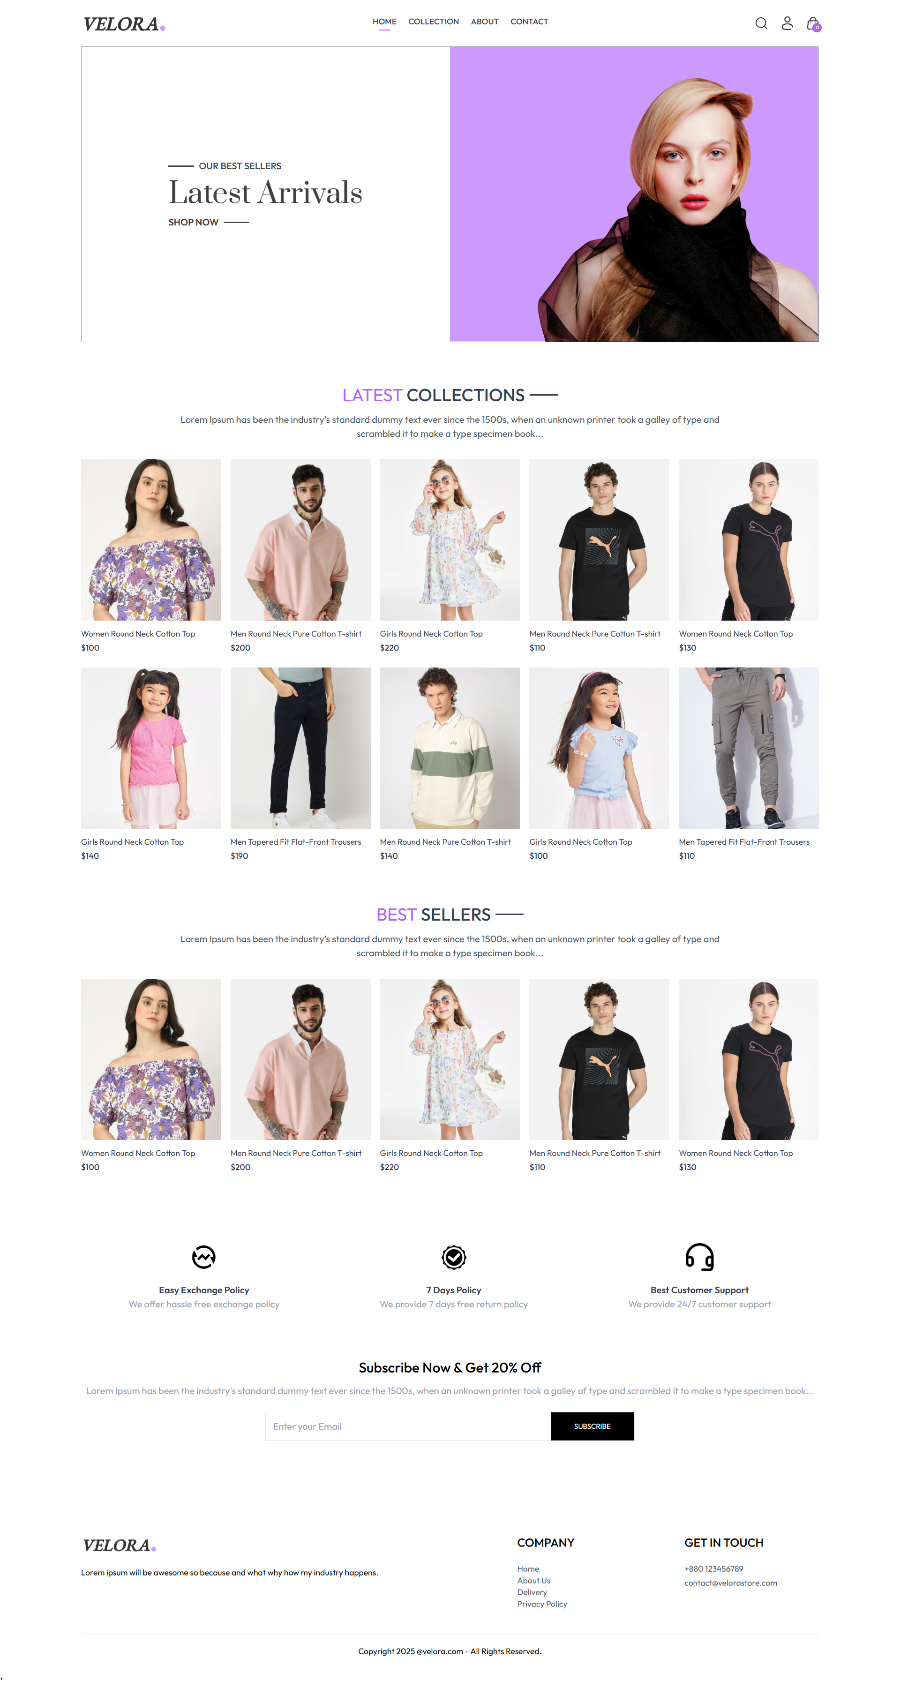 VELORA.
HOME COLLECTION ABOUT CONTACT
0
OUR BEST SELLERS
Latest Arrivals
SHOP NOW
LATEST COLLECTIONS
Lorem Ipsum has been the industry's standard dummy text ever since the 1500s, when an unknown printer took a galley of type and
scrambled it to make a type specimen book...
Women Round Neck Cotton Top
$100
Men Round Neck Pure Cotton T-shirt
$200
Girls Round Neck Cotton Top
$220
Men Round Neck Pure Cotton T-shirt
$110
Women Round Neck Cotton Top
$130
Girls Round Neck Cotton Top
$140
Men Tapered Fit Flat-Front Trousers
$190
Men Round Neck Pure Cotton T-shirt
$140
Girls Round Neck Cotton Top
$100
Men Tapered Fit Flat-Front Trousers
$110
BEST SELLERS
Lorem Ipsum has been the industry's standard dummy text ever since the 1500s, when an unknown printer took a galley of type and
scrambled it to make a type specimen book...
Women Round Neck Cotton Top
$100
Men Round Neck Pure Cotton T-shirt
$200
Girls Round Neck Cotton Top
$220
Men Round Neck Pure Cotton T-shirt
$110
Women Round Neck Cotton Top
$130
Easy Exchange Policy
We offer hassle free exchange policy
7 Days Policy
We provide 7 days free return policy
Best Customer Support
We provide 24/7 customer support
Subscribe Now & Get 20% Off
Lorem Ipsum has been the industry's standard dummy text ever since the 1500s, when an unknown printer took a galley of type and scrambled it to make a type specimen book...
Enter your Email
SUBSCRIBE
VELORA.
Lorem ipsum will be awesome so because and what why how my industry happens.
COMPANY
Home
About Us
Delivery
Privacy Policy
GET IN TOUCH
+880 123456789
contact@velorastore.com
Copyright 2025 @velora.com - All Rights Reserved.
.